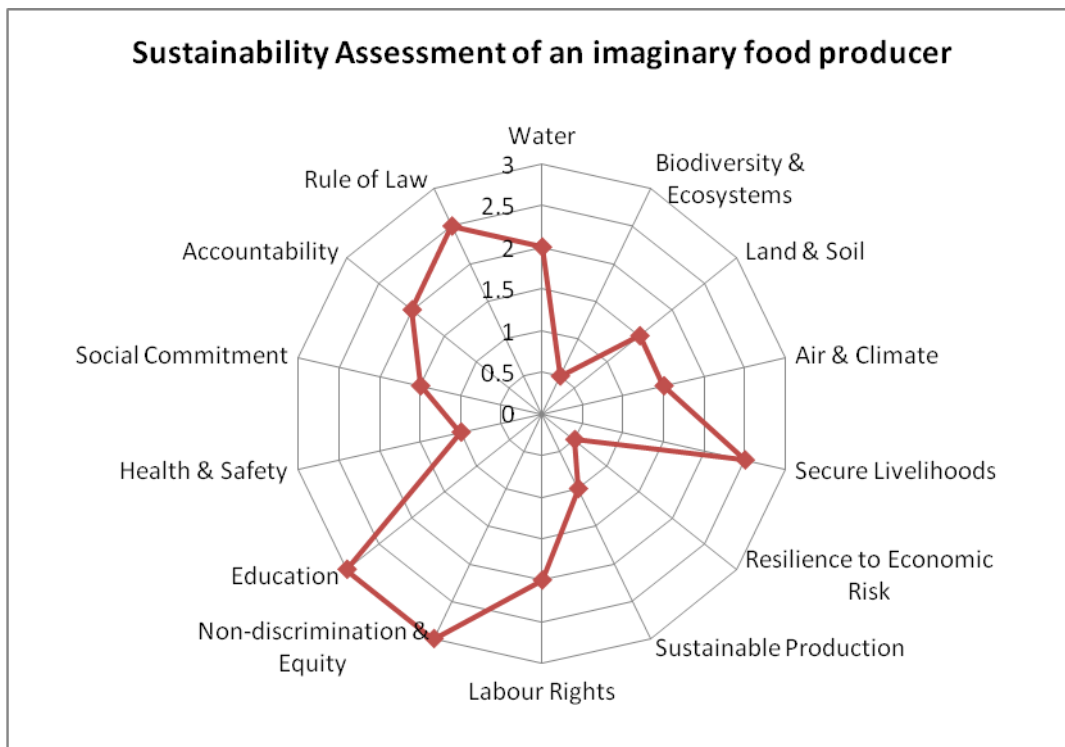 Sustainability Assessment of an imaginary food producer
Water
Biodiversity &
Ecosystems
Land & Soil
Air & Climate
Secure Livelihoods
Resilience to Economic
Risk
Sustainable Production
Labour Rights
Non-discrimination &
Equity
Education
Health & Safety
Social Commitment
Accountability
Rule of Law
3
2.5
2
1.5
1
0.5
0